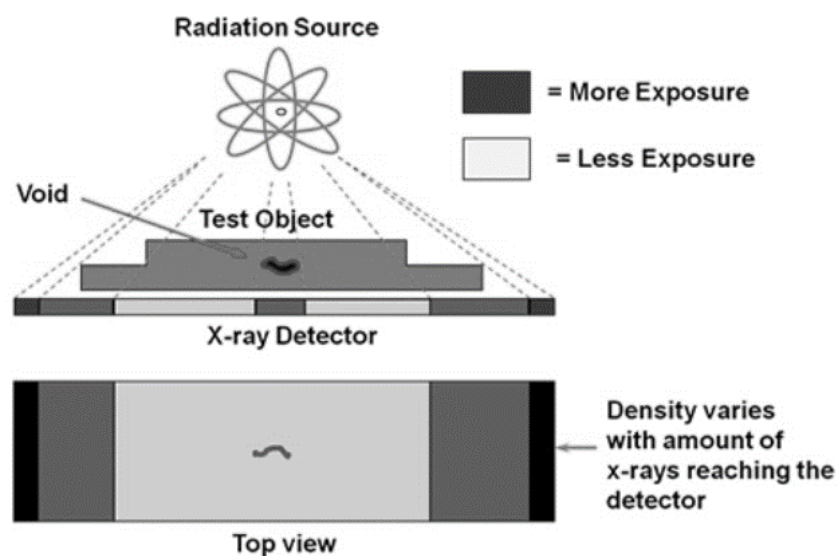 Radiation Source
= More Exposure
= Less Exposure
Void
Test Object
X-ray Detector
Density varies
with amount of
x-rays reaching the
detector
Top view